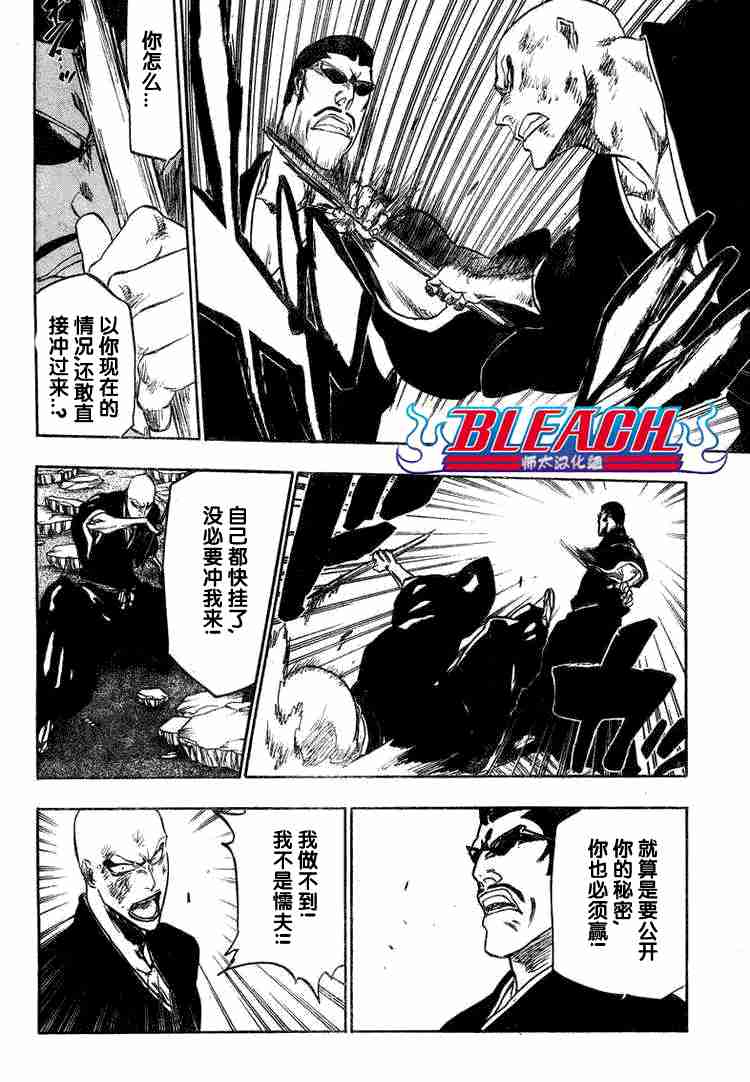 你怎么…
以你现在的
情况,还敢直
接冲过来…?
BLEACH
师太汉化组
自己都快挂了,
没必要冲我来!!
就算是要公开
你的秘密,
你也必须赢!!
我做不到!
我不是懦夫!!